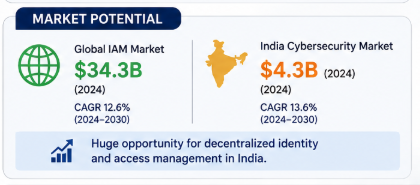 MARKET POTENTIAL
Global IAM Market
$34.3B
(2024)
CAGR 12.6%
(2024–2030)
India Cybersecurity Market
$4.3B (2024)
(2024)
CAGR 13.6%
(2024–2030)
Huge opportunity for decentralized identity
and access management in India.